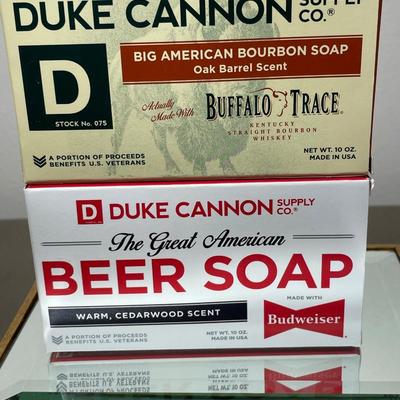 DUKE CANNON SUPPLY CO.®
BIG AMERICAN BOURBON SOAP
Oak Barrel Scent
D
STOCK No. 075
Actually
Made With
BUFFALO TRACE®
KENTUCKY
STRAIGHT BOURBON
WHISKEY
A PORTION OF PROCEEDS
BENEFITS U.S. VETERANS
NET WT. 10 OZ.
MADE IN USA
D DUKE CANNON SUPPLY CO.®
The Great American
BEER SOAP
WARM, CEDARWOOD SCENT
MADE WITH
Budweiser
A PORTION OF PROCEEDS
BENEFITS U.S. VETERANS
NET WT. 10 OZ.
MADE IN USA